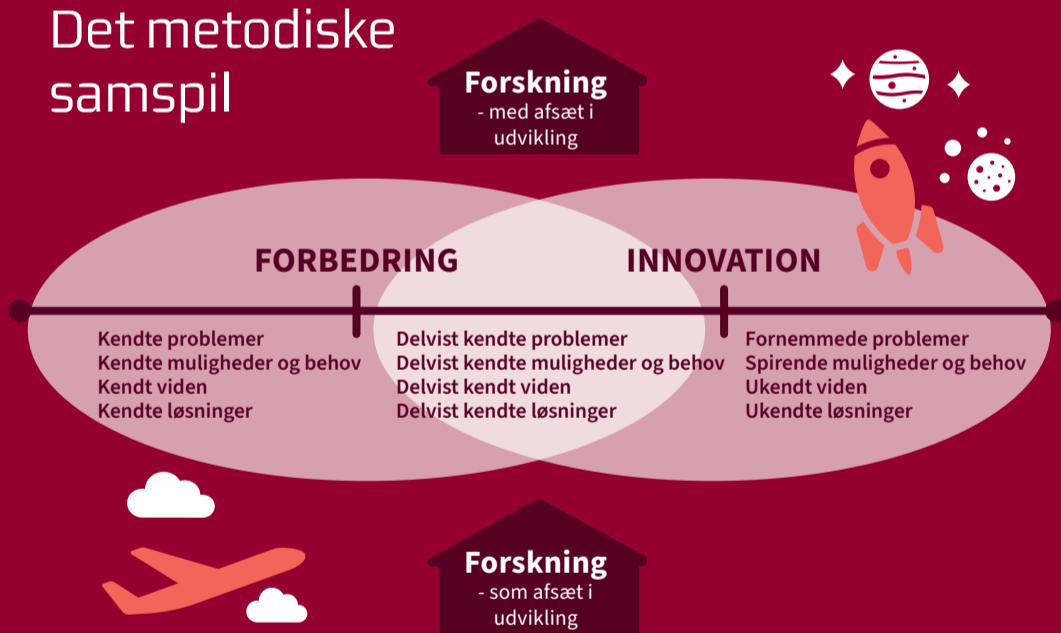 Det metodiske
samspil
Forskning
- med afsæt i
udvikling
FORBEDRING
INNOVATION
Kendte problemer
Kendte muligheder og behov
Kendt viden
Kendte løsninger
Delvist kendte problemer
Delvist kendte muligheder og behov
Delvist kendt viden
Delvist kendte løsninger
Fornemmede problemer
Spirende muligheder og behov
Ukendt viden
Ukendte løsninger
Forskning
- som afsæt i
udvikling